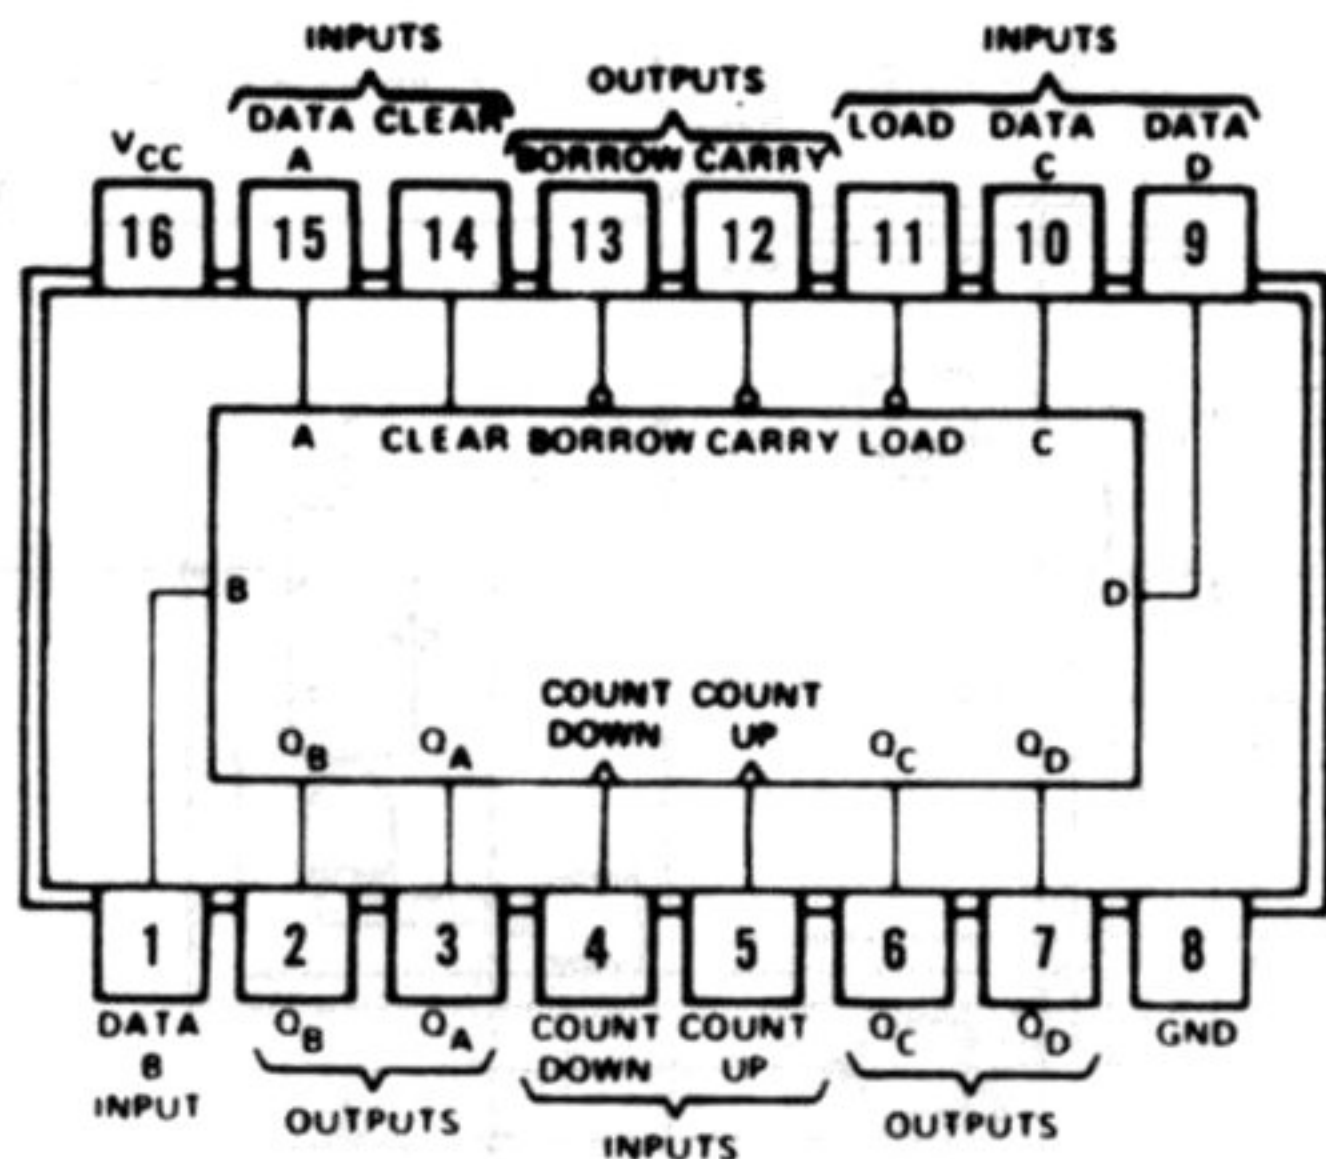 INPUTS
OUTPUTS
INPUTS
VCC
DATA A
CLEAR
BORROW
CARRY
LOAD
DATA C
DATA D
16 15 14 13 12 11 10 9
A CLEAR BORROW CARRY LOAD C
B
D
QB
QA
COUNT DOWN
COUNT UP
QC
QD
1 2 3 4 5 6 7 8
DATA B INPUT
QB
QA
COUNT DOWN
COUNT UP
QC
QD
GND
OUTPUTS
INPUTS
OUTPUTS